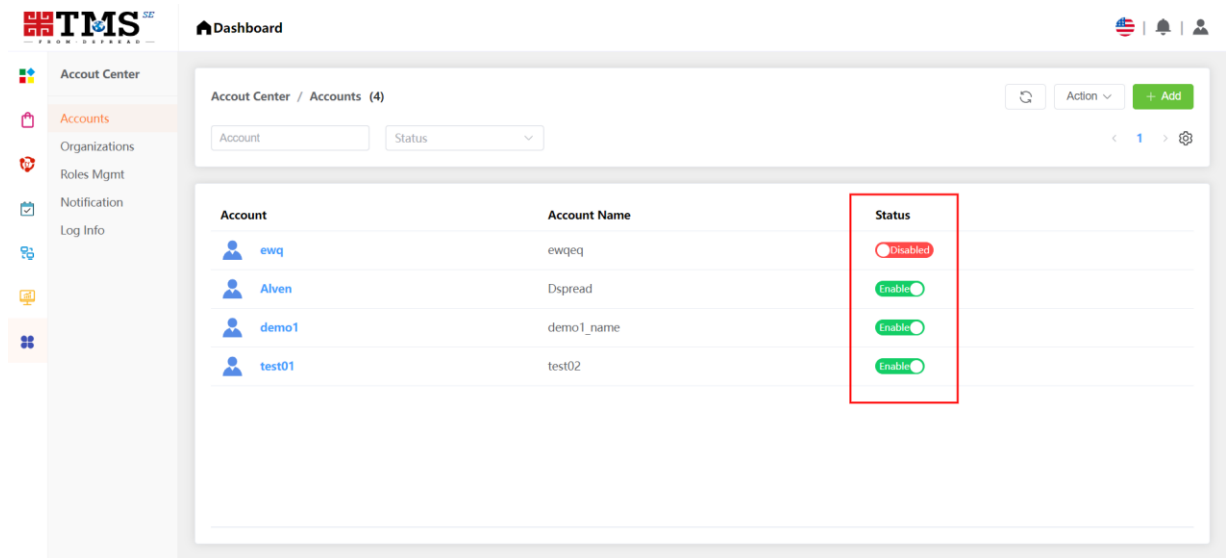 TMS SE
FROM DSPREAD
Dashboard
Accout Center
Accounts
Organizations
Roles Mgmt
Notification
Log Info
Accout Center / Accounts (4)
Action
+ Add
Account
Status
1
Account Account Name Status
ewq ewqeq Disabled
Alven Dspread Enable
demo1 demo1_name Enable
test01 test02 Enable